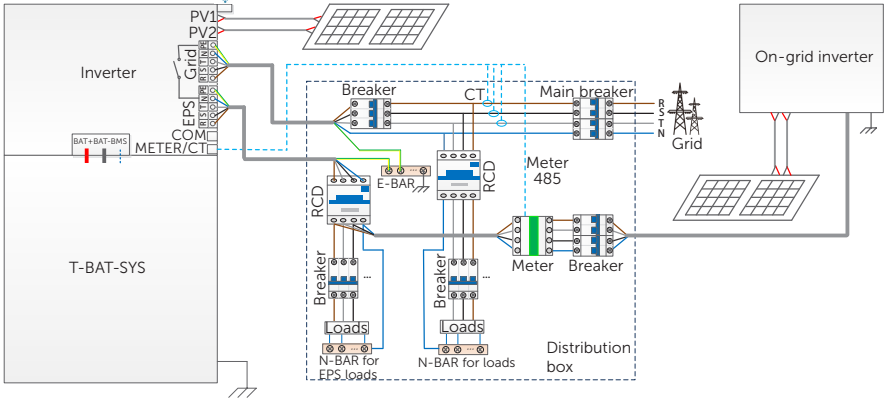 PV1
PV2
Inverter
Grid
R S T N PE
EPS
R S T N PE
COM
METER/CT
BAT+BAT-BMS
T-BAT-SYS
Breaker
CT
Main breaker
R
S
T
N
Grid
On-grid inverter
E-BAR
RCD
RCD
Meter
485
Meter
Breaker
Breaker
...
Breaker
...
Loads
Loads
N-BAR for
EPS loads
N-BAR for loads
Distribution
box